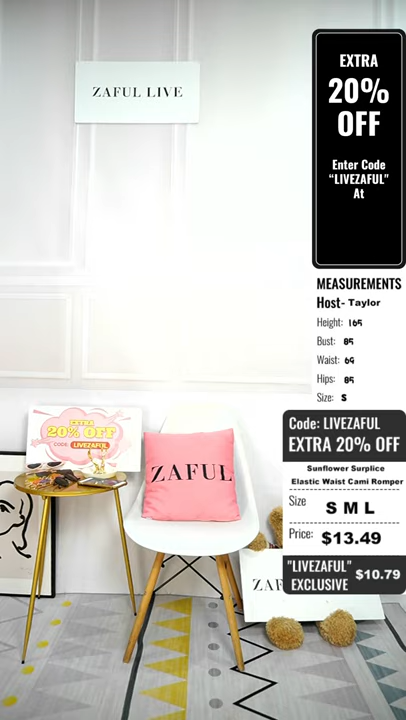 ZAFUL LIVE
EXTRA
20%
OFF
Enter Code
“LIVEZAFUL”
At
MEASUREMENTS
Host- Taylor
Height: 165
Bust: 85
Waist: 69
Hips: 85
Size: S
Code: LIVEZAFUL
EXTRA 20% OFF
Sunflower Surplice
Elastic Waist Cami Romper
Size S M L
Price: $13.49
"LIVEZAFUL" $10.79
EXCLUSIVE
EXTRA
20% OFF
CODE: LIVEZAFUL
ZAFUL
ZAF